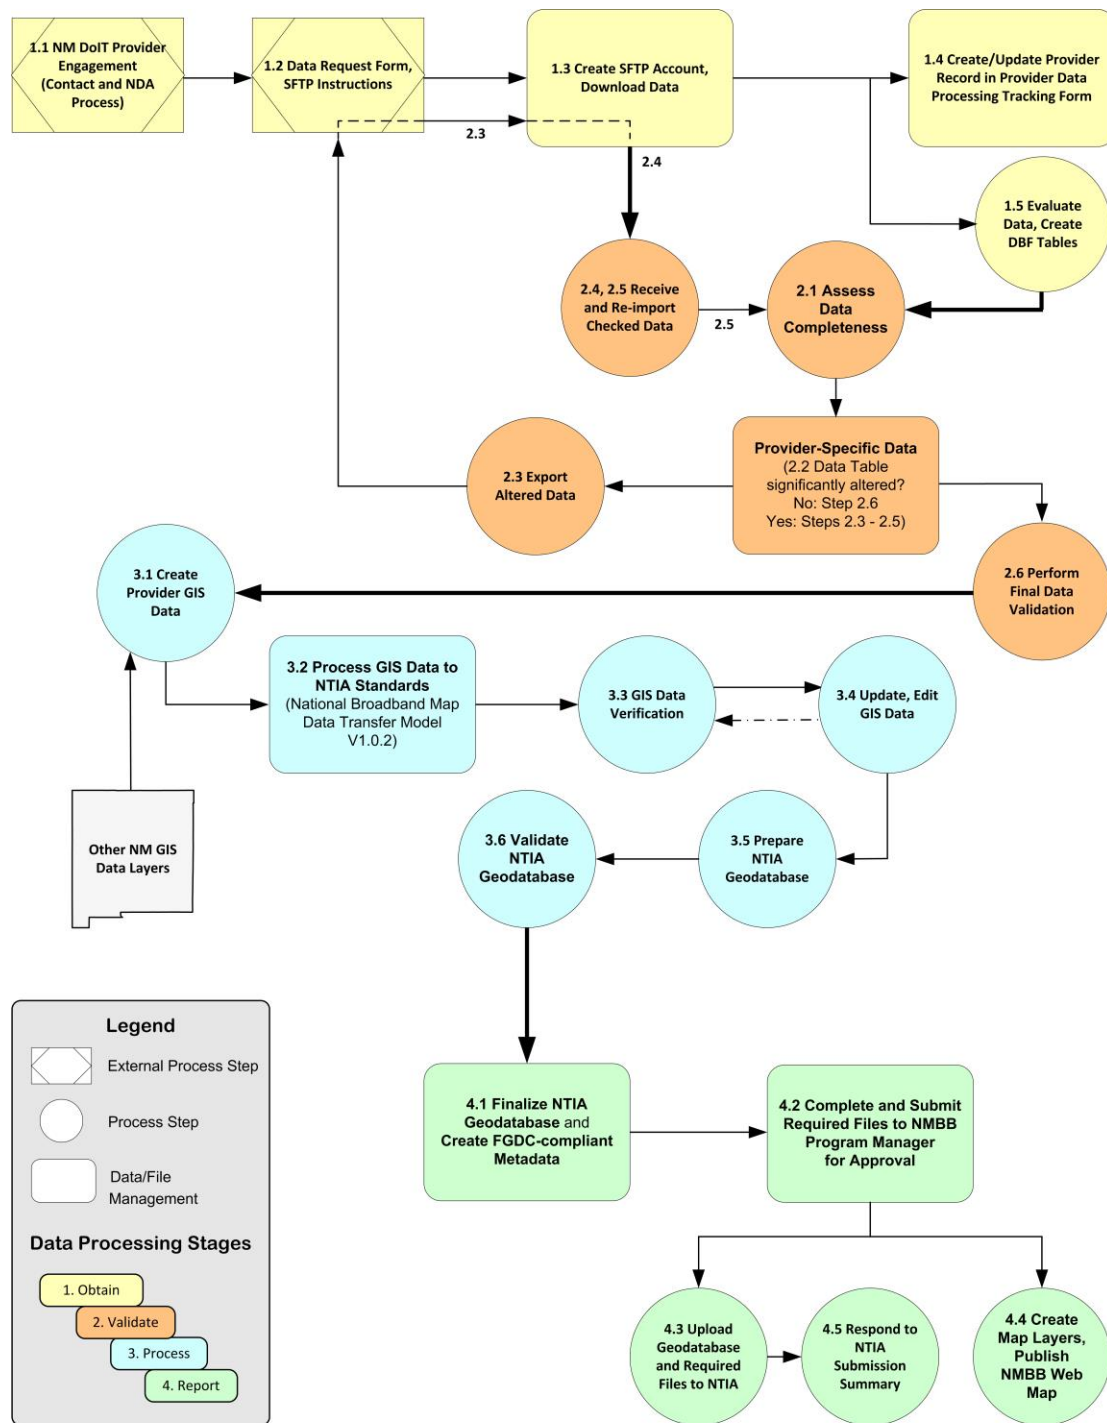 1.1 NM DoIT Provider
Engagement
(Contact and NDA
Process)
1.2 Data Request Form,
SFTP Instructions
1.3 Create SFTP Account,
Download Data
1.4 Create/Update Provider
Record in Provider Data
Processing Tracking Form
2.3
2.4
1.5 Evaluate
Data, Create
DBF Tables
2.4, 2.5 Receive
and Re-import
Checked Data
2.5
2.1 Assess
Data
Completeness
Provider-Specific Data
(2.2 Data Table
significantly altered?
No: Step 2.6
Yes: Steps 2.3 - 2.5)
2.3 Export
Altered Data
2.6 Perform
Final Data
Validation
3.1 Create
Provider GIS
Data
3.2 Process GIS Data to
NTIA Standards
(National Broadband Map
Data Transfer Model
V1.0.2)
3.3 GIS Data
Verification
3.4 Update, Edit
GIS Data
Other NM GIS
Data Layers
3.6 Validate
NTIA
Geodatabase
3.5 Prepare
NTIA
Geodatabase
Legend
External Process Step
Process Step
Data/File
Management
Data Processing Stages
1. Obtain
2. Validate
3. Process
4. Report
4.1 Finalize NTIA
Geodatabase and
Create FGDC-compliant
Metadata
4.2 Complete and Submit
Required Files to NMBB
Program Manager
for Approval
4.3 Upload
Geodatabase
and Required
Files to NTIA
4.5 Respond to
NTIA
Submission
Summary
4.4 Create
Map Layers,
Publish
NMBB Web
Map